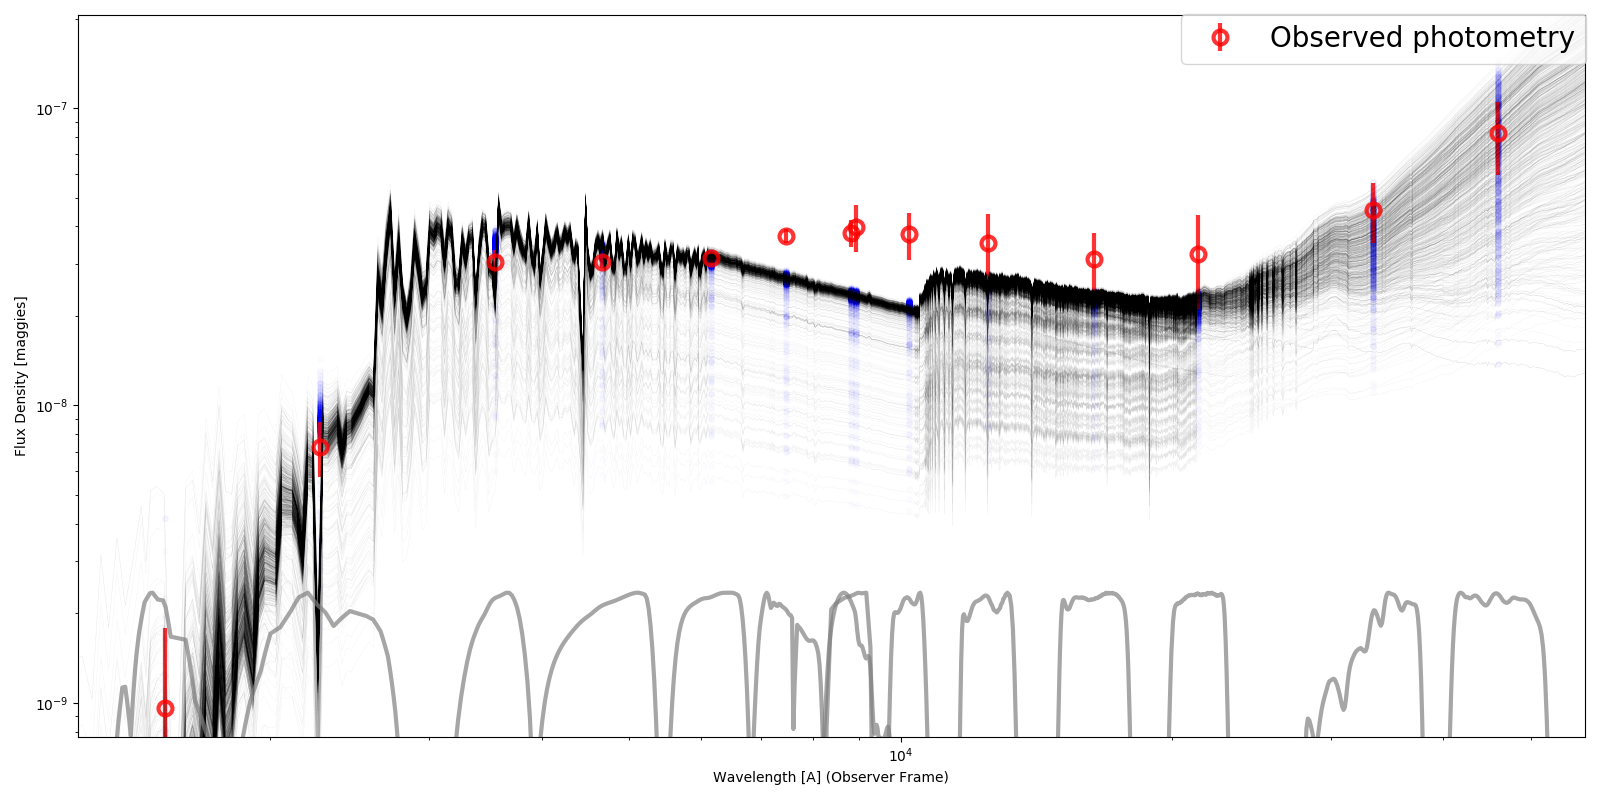 Observed photometry
Flux Density [maggies]
10⁻⁷
10⁻⁸
10⁻⁹
10⁴
Wavelength [A] (Observer Frame)